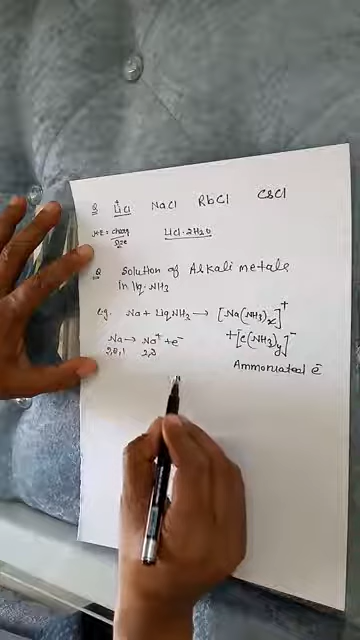 Q LiCl⁺ NaCl RbCl CsCl
H·E = charg/Size LiCl·2H₂O
Q Solution of Alkali metals
in liq. NH₃
e.g. Na + liq NH₃ → [Na(NH₃)x]⁺
+ [e(NH₃)y]⁻
Na → Na⁺ + e⁻
2,8,1 2,8
Ammoniated e⁻